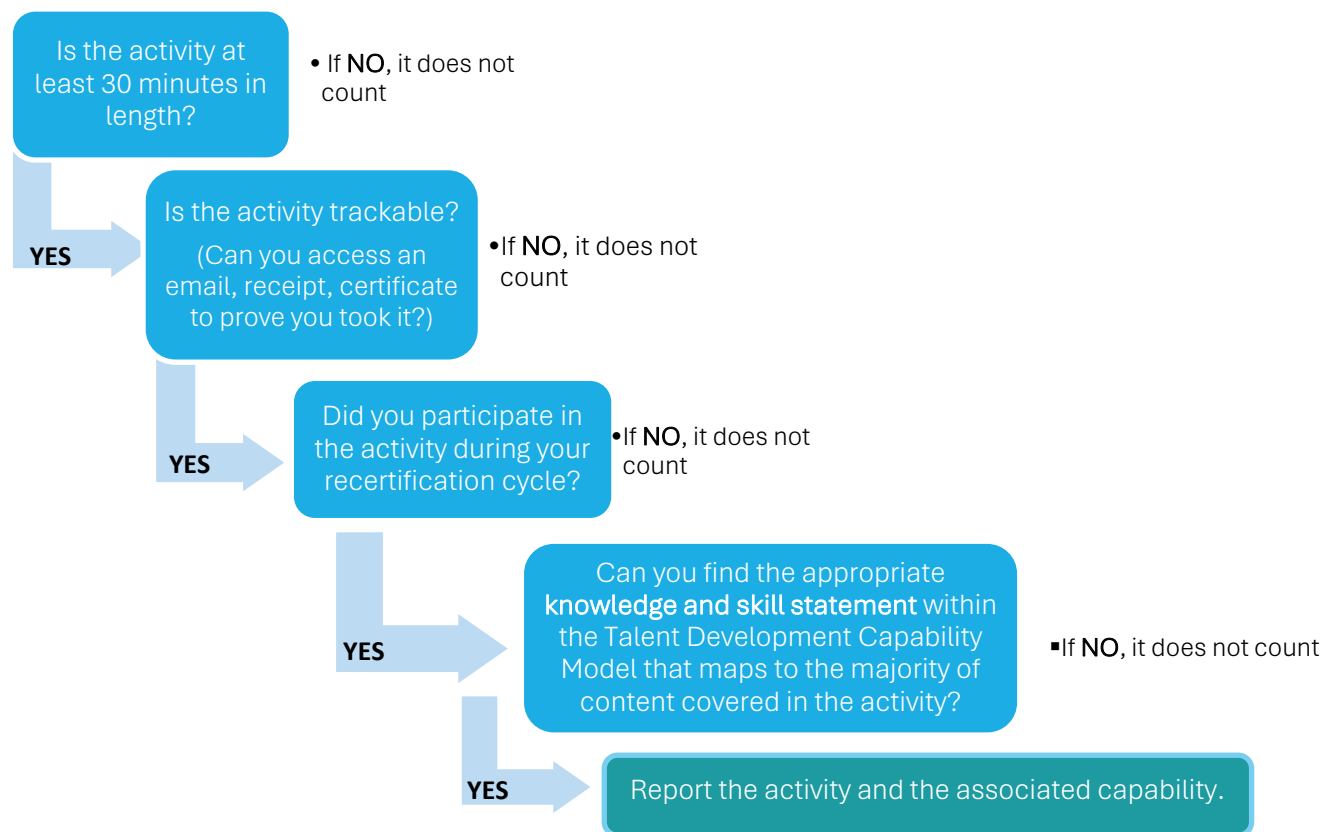 Is the activity at
least 30 minutes in
length?
• If NO, it does not
count
YES
Is the activity trackable?
(Can you access an
email, receipt, certificate
to prove you took it?)
•If NO, it does not
count
YES
Did you participate in
the activity during your
recertification cycle?
•If NO, it does not
count
YES
Can you find the appropriate
knowledge and skill statement within
the Talent Development Capability
Model that maps to the majority of
content covered in the activity?
▪If NO, it does not count
YES
Report the activity and the associated capability.